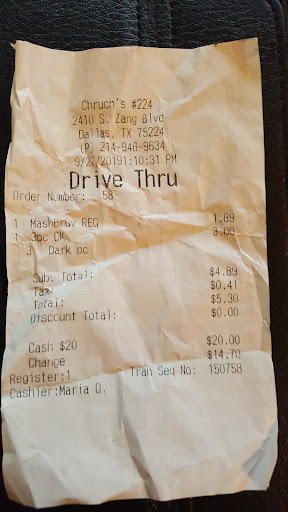 Chruch's #224
2410 S. Zang Blvd
Dallas, TX 75224
(P) 214-946-9634
9/27/20191:10:31 PM
Drive Thru
Order Number: 58
1 MashBrGv REG 1.89
1 3pc CK 3.00
3 Dark pc
Sub. Total: $4.89
Tax: $0.41
Total: $5.30
Discount Total: $0.00
Cash $20 $20.00
Change $14.70
Register:1 Tran Seq No: 150758
Cashier:Maria O.